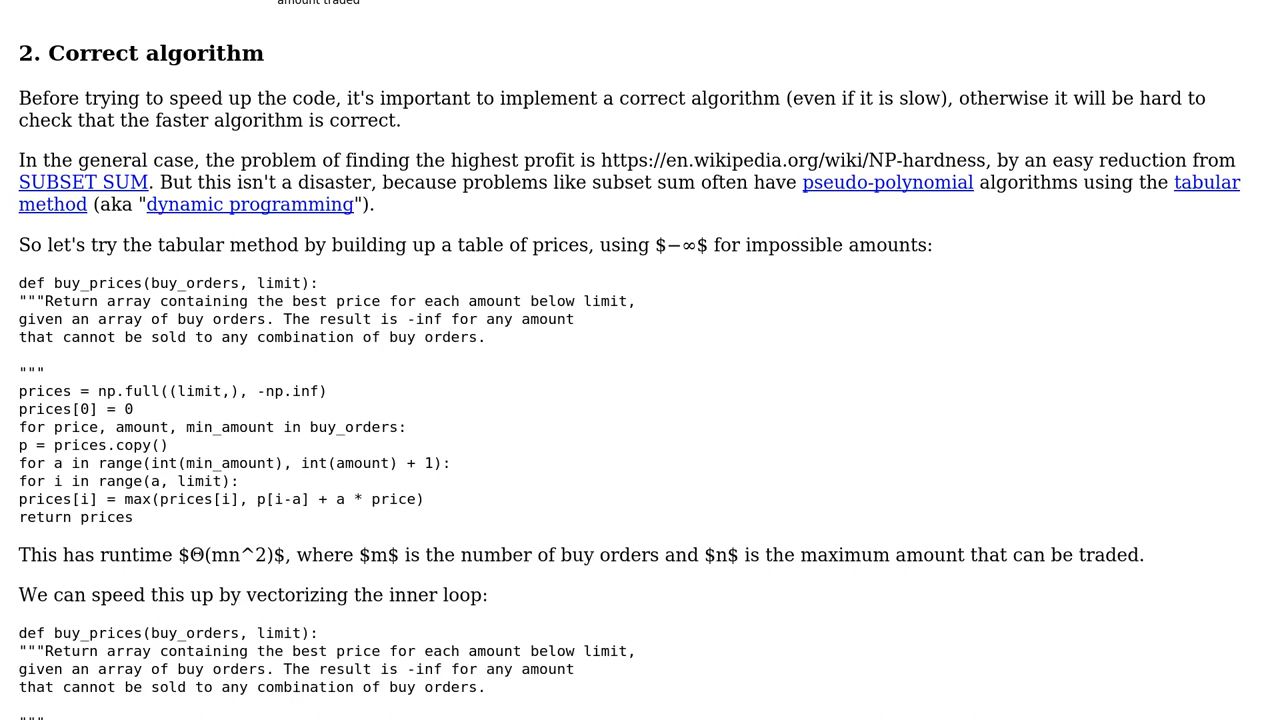 amount traded
2. Correct algorithm
Before trying to speed up the code, it's important to implement a correct algorithm (even if it is slow), otherwise it will be hard to
check that the faster algorithm is correct.
In the general case, the problem of finding the highest profit is https://en.wikipedia.org/wiki/NP-hardness, by an easy reduction from
SUBSET SUM. But this isn't a disaster, because problems like subset sum often have pseudo-polynomial algorithms using the tabular
method (aka "dynamic programming").
So let's try the tabular method by building up a table of prices, using $−∞$ for impossible amounts:
def buy_prices(buy_orders, limit):
"""Return array containing the best price for each amount below limit,
given an array of buy orders. The result is -inf for any amount
that cannot be sold to any combination of buy orders.
"""
prices = np.full((limit,), -np.inf)
prices[0] = 0
for price, amount, min_amount in buy_orders:
p = prices.copy()
for a in range(int(min_amount), int(amount) + 1):
for i in range(a, limit):
prices[i] = max(prices[i], p[i-a] + a * price)
return prices
This has runtime $Θ(mn^2)$, where $m$ is the number of buy orders and $n$ is the maximum amount that can be traded.
We can speed this up by vectorizing the inner loop:
def buy_prices(buy_orders, limit):
"""Return array containing the best price for each amount below limit,
given an array of buy orders. The result is -inf for any amount
that cannot be sold to any combination of buy orders.
"""